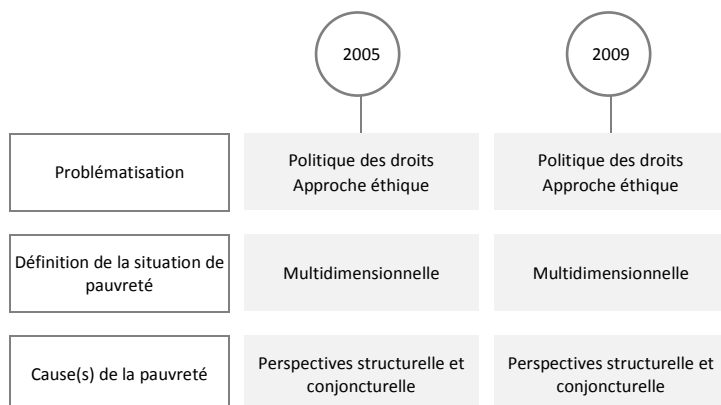 2005
2009
Problématisation
Politique des droits
Approche éthique
Politique des droits
Approche éthique
Définition de la situation de
pauvreté
Multidimensionnelle
Multidimensionnelle
Cause(s) de la pauvreté
Perspectives structurelle et
conjoncturelle
Perspectives structurelle et
conjoncturelle